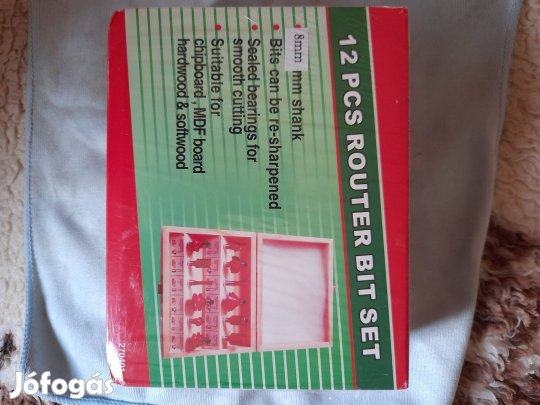 12 PCS ROUTER BIT SET
• 8mm mm shank
• Bits can be re-sharpened
• Sealed bearings for
smooth cutting
• Suitable for
chipboard, MDF board
hardwood & softwood
Jófogás